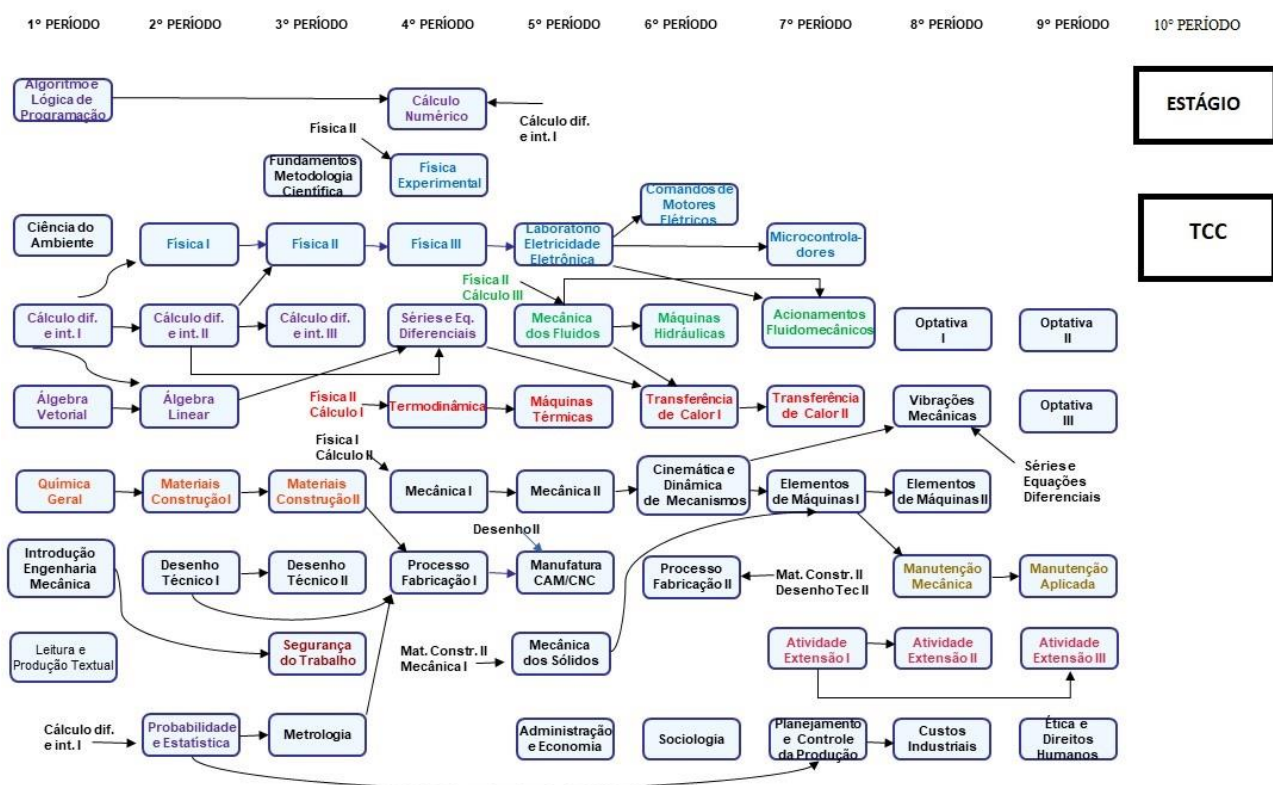 1° PERÍODO 2° PERÍODO 3° PERÍODO 4° PERÍODO 5° PERÍODO 6° PERÍODO 7° PERÍODO 8° PERÍODO 9° PERÍODO 10° PERÍODO
Algoritmo e
Lógica de
Programação
Cálculo
Numérico
Cálculo dif.
e int. I
ESTÁGIO
Física II
Fundamentos
Metodologia
Científica
Física
Experimental
Comandos de
Motores
Elétricos
Ciência do
Ambiente
Física I
Física II
Física III
Laboratório
Eletricidade
Eletrônica
Microcontrola-
dores
TCC
Física II
Cálculo III
Cálculo dif.
e int. I
Cálculo dif.
e int. II
Cálculo dif.
e int. III
Séries e Eq.
Diferenciais
Mecânica
dos Fluidos
Máquinas
Hidráulicas
Acionamentos
Fluidomecânicos
Optativa
I
Optativa
II
Álgebra
Vetorial
Álgebra
Linear
Física II
Cálculo I
Termodinâmica
Máquinas
Térmicas
Transferência
de Calor I
Transferência
de Calor II
Vibrações
Mecânicas
Optativa
III
Física I
Cálculo II
Química
Geral
Materiais
Construção I
Materiais
Construção II
Mecânica I
Mecânica II
Cinemática e
Dinâmica
de Mecanismos
Elementos
de Máquinas I
Elementos
de Máquinas II
Séries e
Equações
Diferenciais
Desenho II
Introdução
Engenharia
Mecânica
Desenho
Técnico I
Desenho
Técnico II
Processo
Fabricação I
Manufatura
CAM/CNC
Processo
Fabricação II
Mat. Constr. II
Desenho Tec II
Manutenção
Mecânica
Manutenção
Aplicada
Leitura e
Produção Textual
Segurança
do Trabalho
Mat. Constr. II
Mecânica I
Mecânica
dos Sólidos
Atividade
Extensão I
Atividade
Extensão II
Atividade
Extensão III
Cálculo dif.
e int. I
Probabilidade
e Estatística
Metrologia
Administração
e Economia
Sociologia
Planejamento
e Controle
da Produção
Custos
Industriais
Ética e
Direitos
Humanos